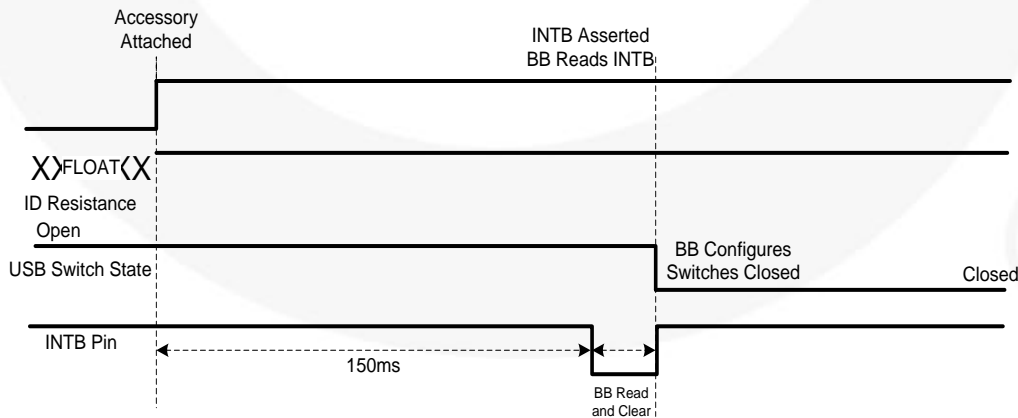 Accessory
Attached
INTB Asserted
BB Reads INTB
FLOAT
ID Resistance
Open
USB Switch State
BB Configures
Switches Closed
Closed
INTB Pin
150ms
BB Read
and Clear